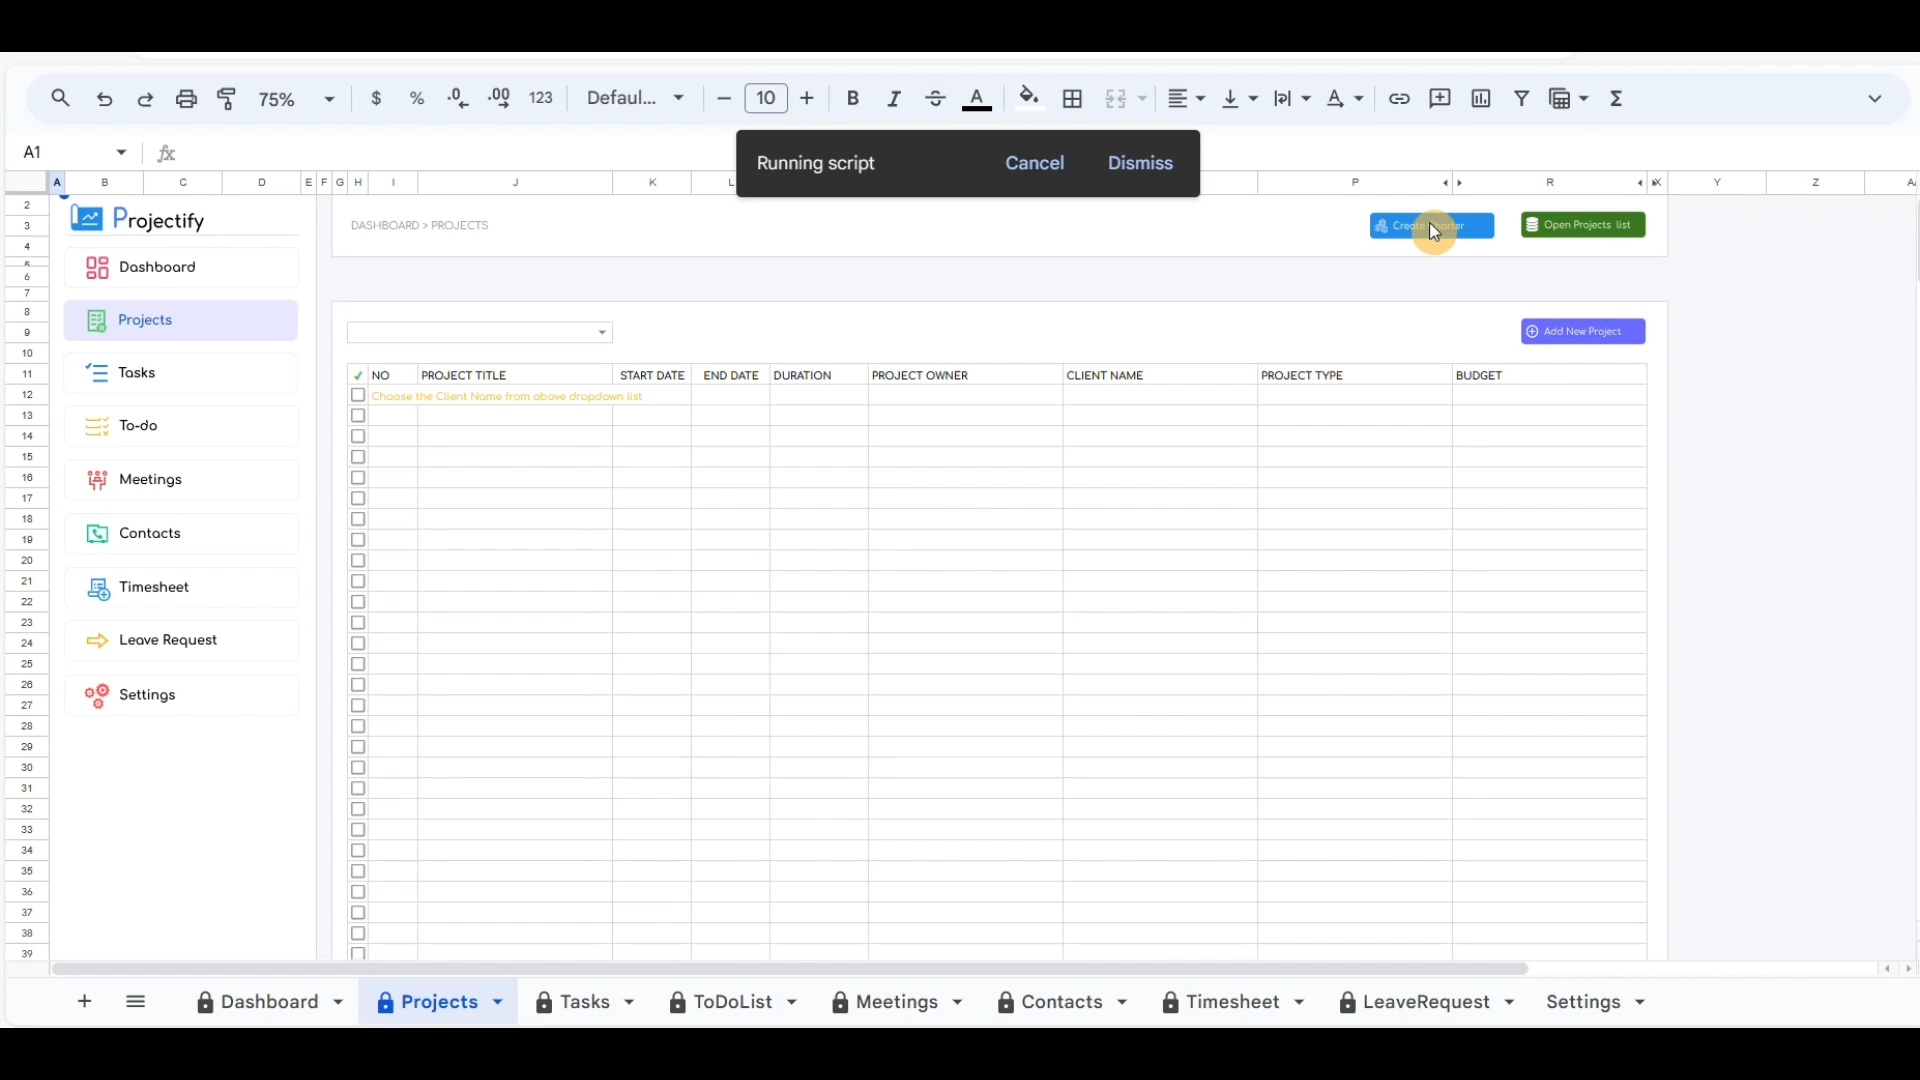 75% $ % .0 .00 123 Defaul... 10 B I A Σ
A1 fx
Running script Cancel Dismiss
A B C D E F G H I J K L P R X Y Z
2
3
4
5
6
7
8
9
10
11
12
13
14
15
16
17
18
19
20
21
22
23
24
25
26
27
28
29
30
31
32
33
34
35
36
37
38
39
Projectify
Dashboard
Projects
Tasks
To-do
Meetings
Contacts
Timesheet
Leave Request
Settings
DASHBOARD > PROJECTS
Open Projects list
Add New Project
NO PROJECT TITLE START DATE END DATE DURATION PROJECT OWNER CLIENT NAME PROJECT TYPE BUDGET
Choose the Client Name from above dropdown list
Dashboard Projects Tasks ToDoList Meetings Contacts Timesheet LeaveRequest Settings